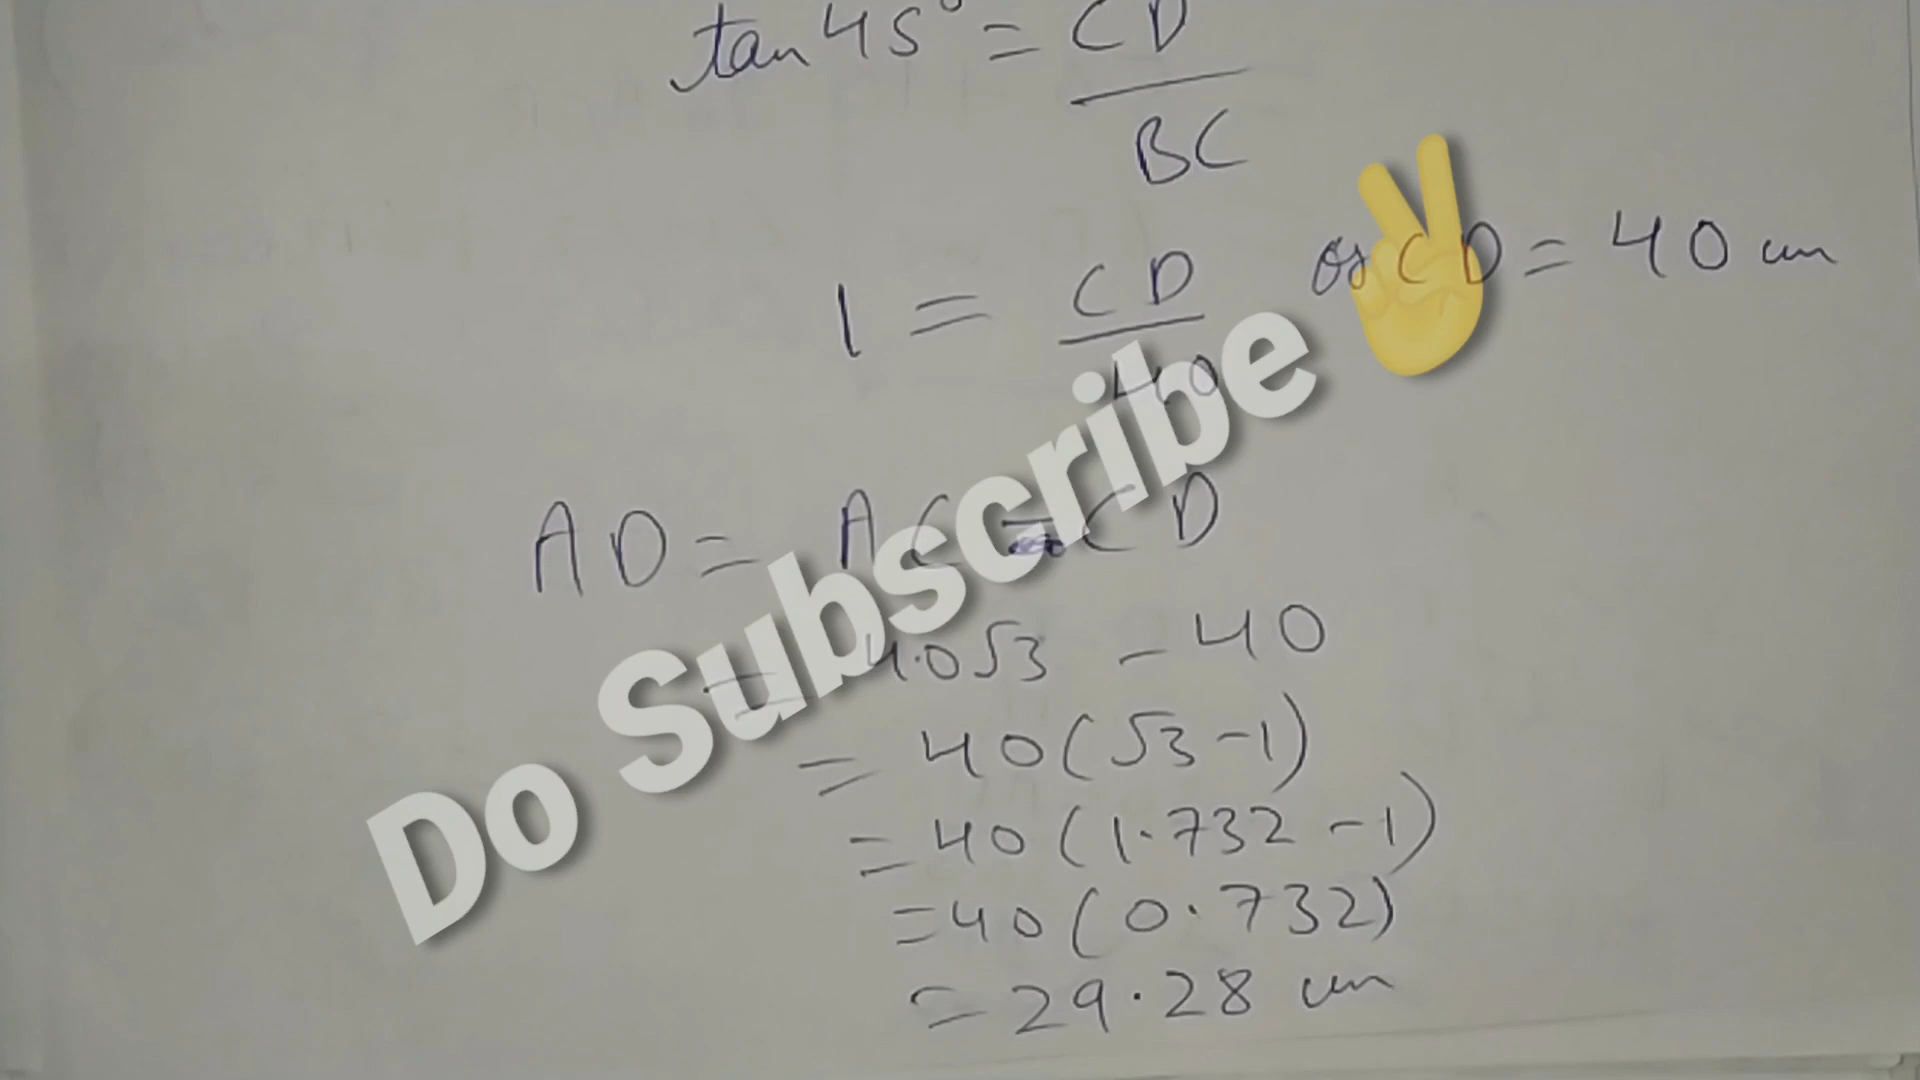 tan 45° = CD
BC
1 = CD or CD = 40 cm
40
AD = AC - CD
= 40√3 - 40
= 40(√3-1)
= 40(1.732-1)
= 40(0.732)
= 29.28 cm
Do Subscribe ✌